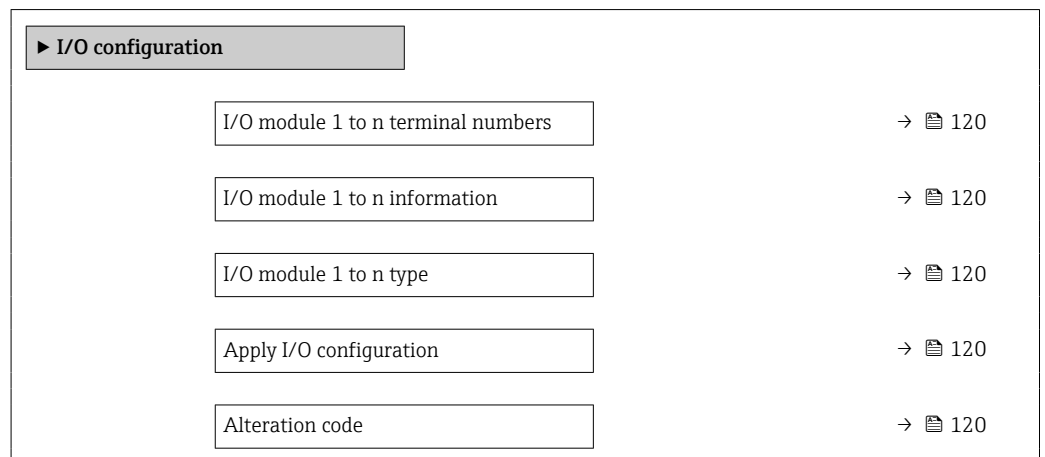 ▶ I/O configuration
I/O module 1 to n terminal numbers → 120
I/O module 1 to n information → 120
I/O module 1 to n type → 120
Apply I/O configuration → 120
Alteration code → 120